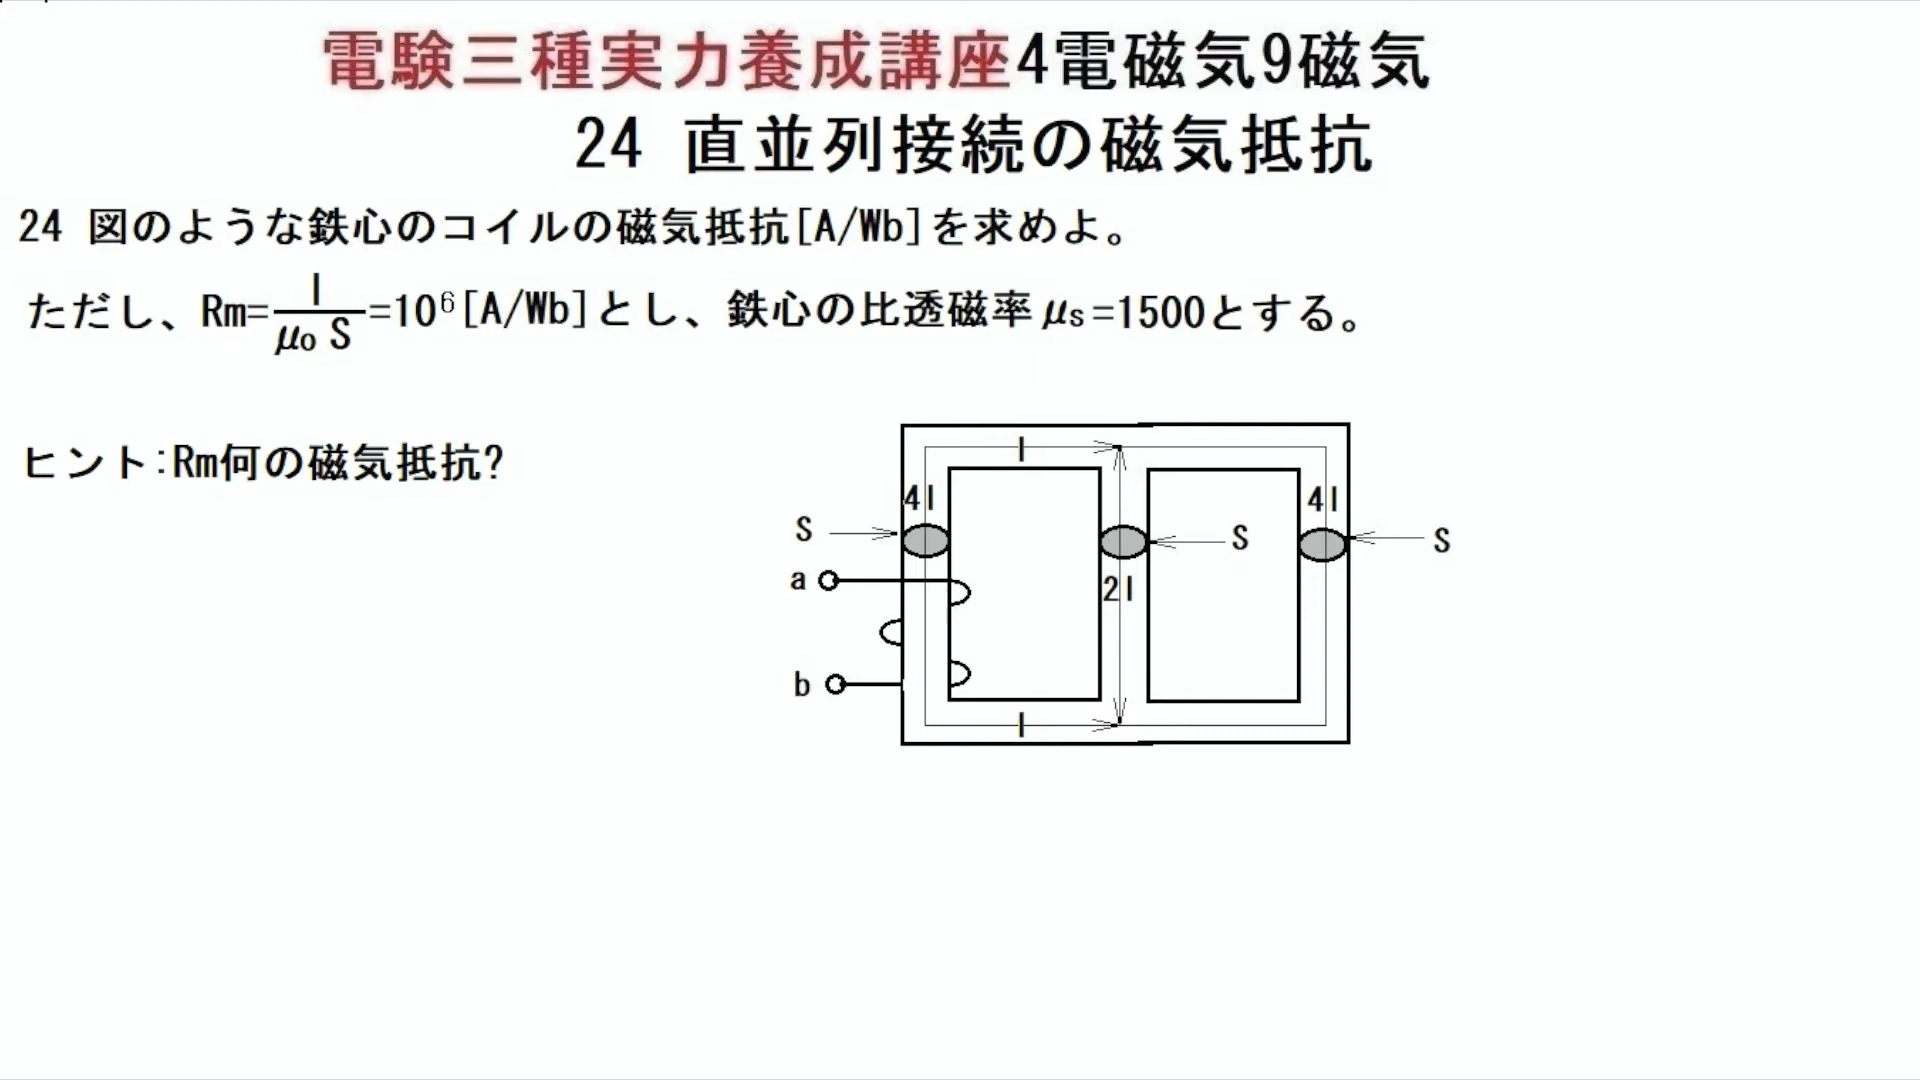 電験三種実力養成講座4電磁気9磁気
24 直並列接続の磁気抵抗
24 図のような鉄心のコイルの磁気抵抗[A/Wb]を求めよ。
ただし、Rm=l/μ₀ S=10⁶[A/Wb]とし、鉄心の比透磁率μs=1500とする。
ヒント:Rm何の磁気抵抗?
l
4l
4l
S
S
S
a
2l
b
l